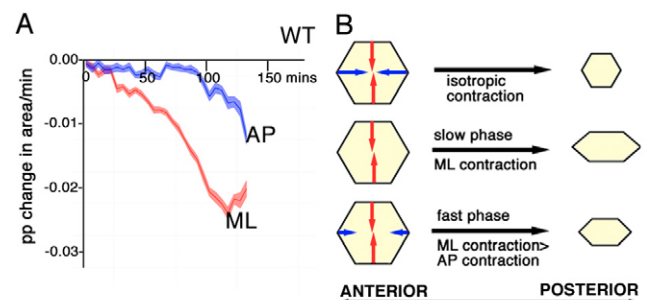 A
WT
0.00
0
50
100
150 mins
-0.01
-0.02
-0.03
pp change in area/min
AP
ML
B
isotropic
contraction
slow phase
ML contraction
fast phase
ML contraction>
AP contraction
ANTERIOR
POSTERIOR